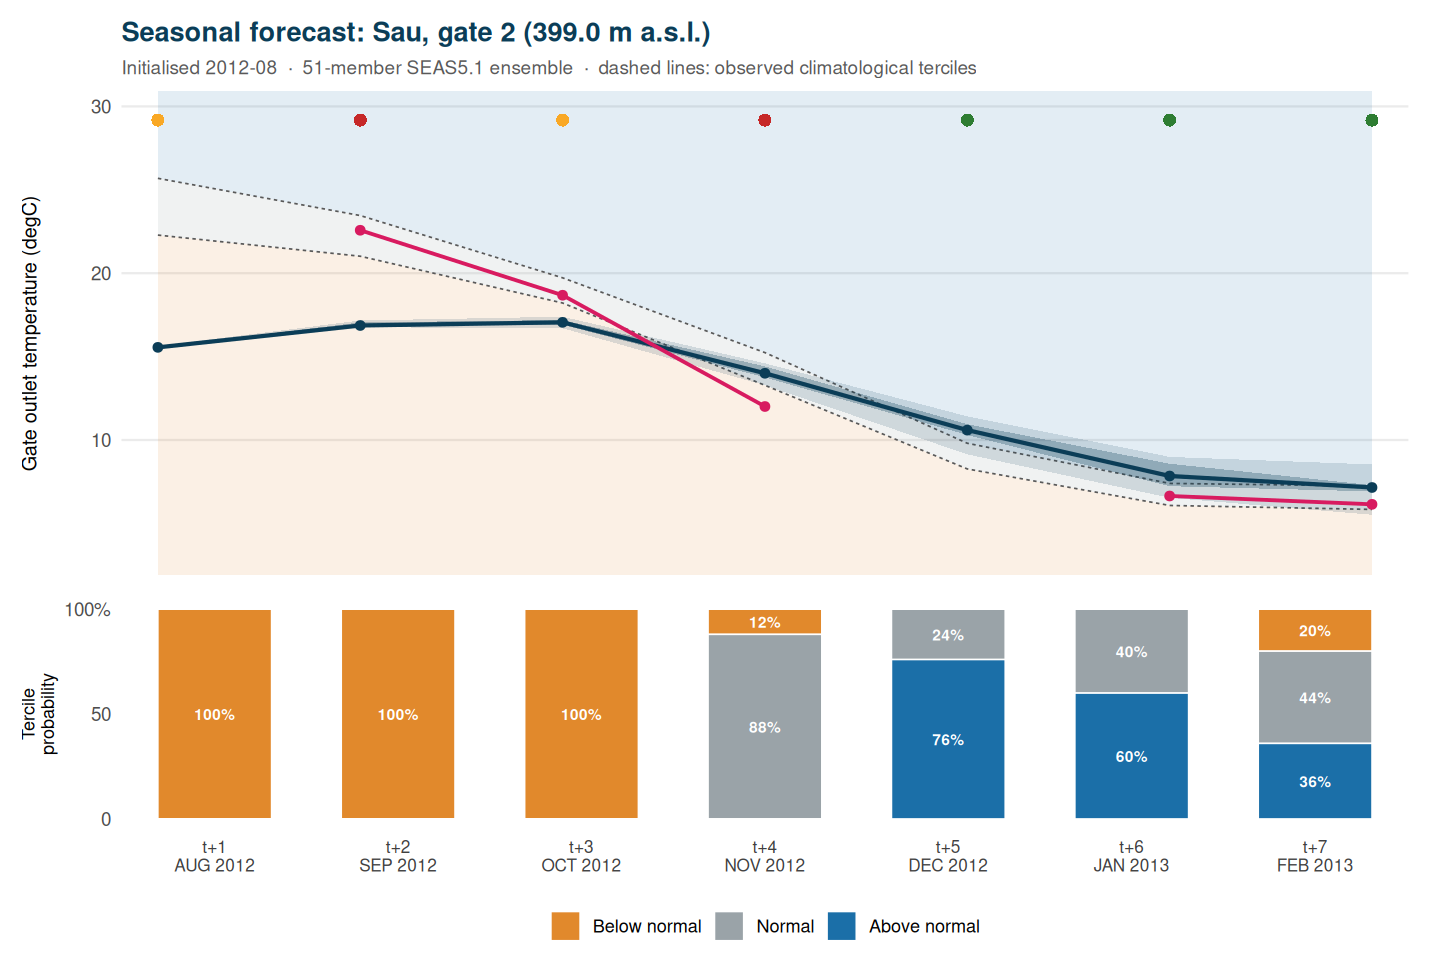 Seasonal forecast: Sau, gate 2 (399.0 m a.s.l.)
Initialised 2012-08 · 51-member SEAS5.1 ensemble · dashed lines: observed climatological terciles
Gate outlet temperature (degC)
30
20
10
Tercile
probability
100%
50
0
100%
100%
100%
12%
88%
24%
76%
40%
60%
20%
44%
36%
t+1
AUG 2012
t+2
SEP 2012
t+3
OCT 2012
t+4
NOV 2012
t+5
DEC 2012
t+6
JAN 2013
t+7
FEB 2013
Below normal
Normal
Above normal